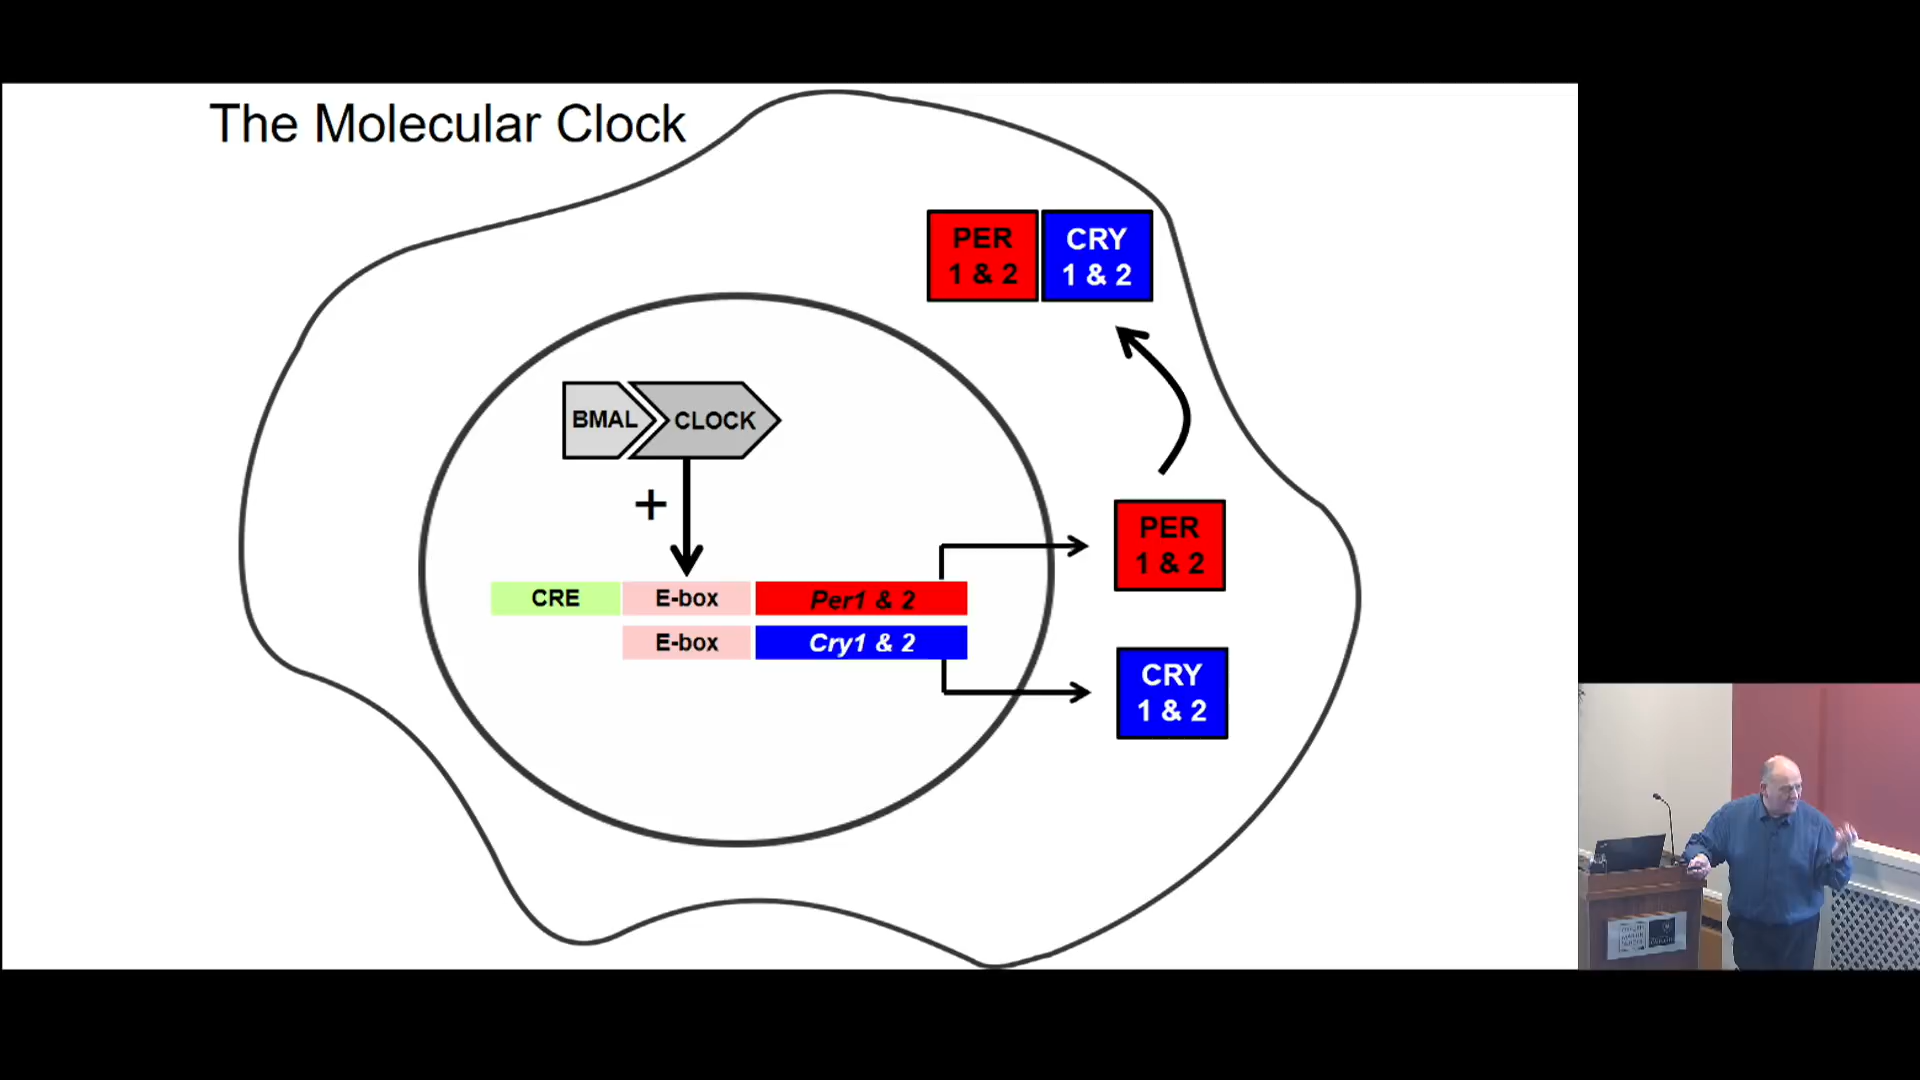 The Molecular Clock
PER
1 & 2
CRY
1 & 2
BMAL
CLOCK
+
PER
1 & 2
CRE
E-box
Per1 & 2
E-box
Cry1 & 2
CRY
1 & 2